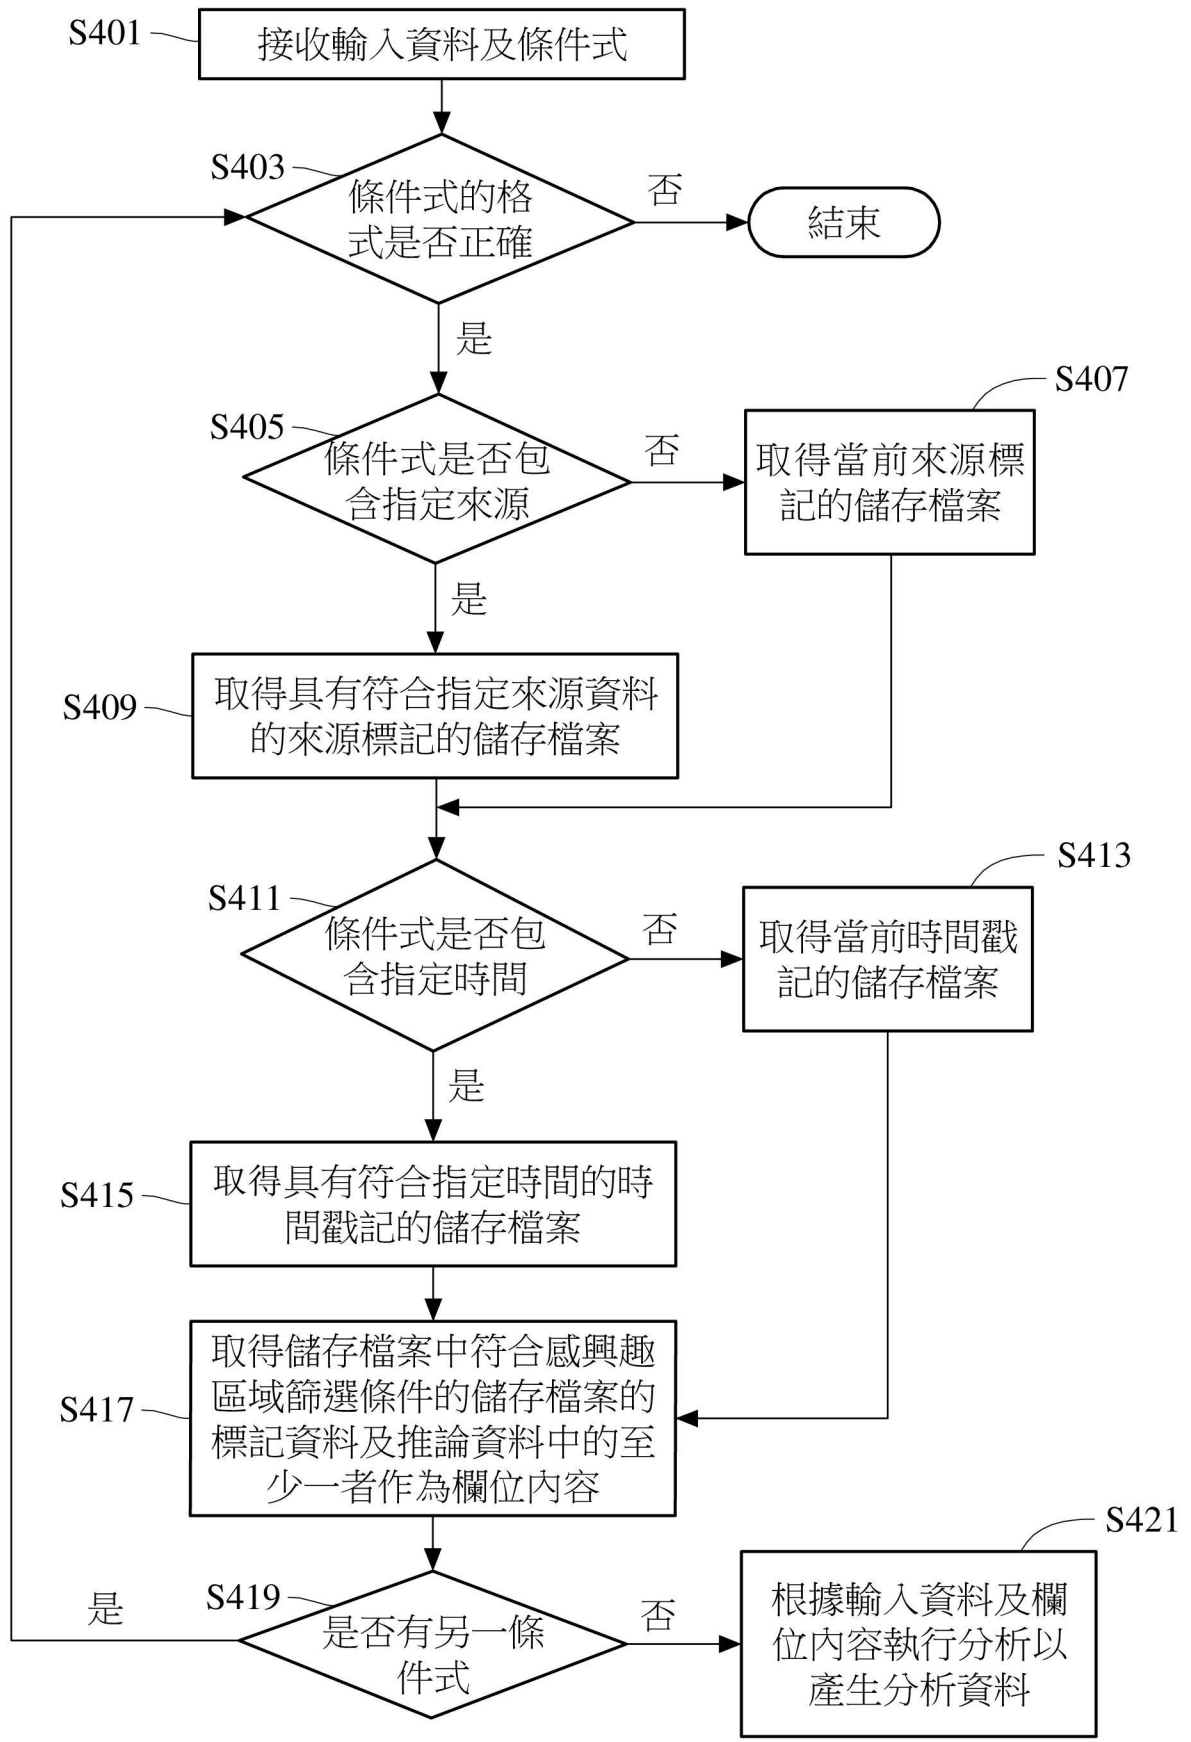 S401
接收輸入資料及條件式
S403
條件式的格
式是否正確
否
結束
是
S405
條件式是否包
含指定來源
否
S407
取得當前來源標
記的儲存檔案
是
S409
取得具有符合指定來源資料
的來源標記的儲存檔案
S411
條件式是否包
含指定時間
否
S413
取得當前時間戳
記的儲存檔案
是
S415
取得具有符合指定時間的時
間戳記的儲存檔案
S417
取得儲存檔案中符合感興趣
區域篩選條件的儲存檔案的
標記資料及推論資料中的至
少一者作為欄位內容
S419
是否有另一條
件式
是
否
S421
根據輸入資料及欄
位內容執行分析以
產生分析資料